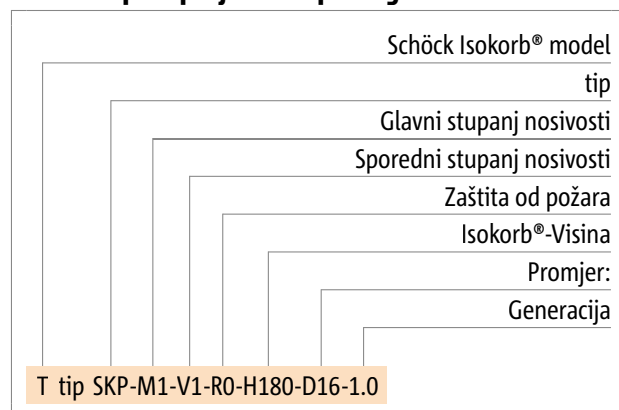 Schöck Isokorb® model
tip
Glavni stupanj nosivosti
Sporedni stupanj nosivosti
Zaštita od požara
Isokorb®-Visina
Promjer:
Generacija
T tip SKP-M1-V1-R0-H180-D16-1.0